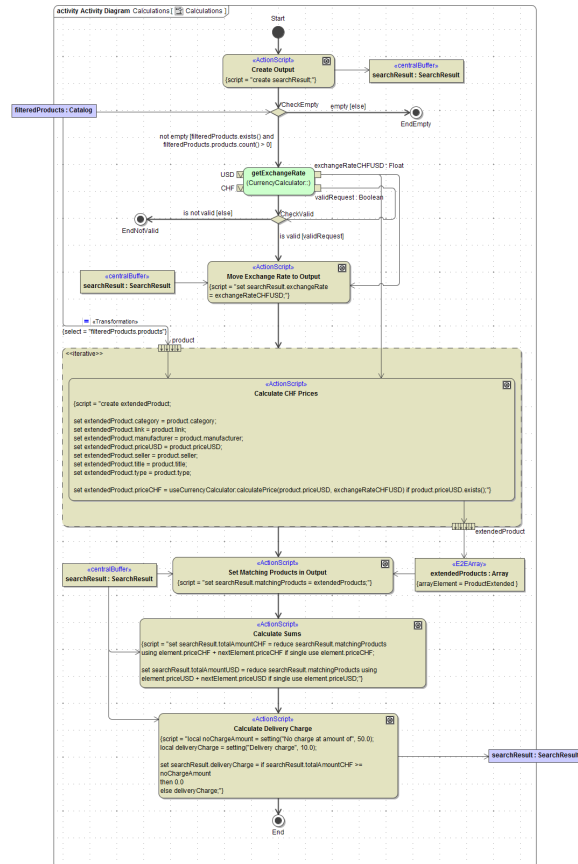 activity Activity Diagram Calculations [ Calculations ]
Start
«ActionScript»
Create Output
{script = "create searchResult;"}
«centralBuffer»
searchResult : SearchResult
filteredProducts : Catalog
CheckEmpty
empty [else]
EndEmpty
not empty [filteredProducts.exists() and
filteredProducts.products.count() > 0]
exchangeRateCHFUSD : Float
USD
getExchangeRate
CHF
(CurrencyCalculator::)
validRequest : Boolean
is not valid [else]
CheckValid
EndNotValid
is valid [validRequest]
«ActionScript»
Move Exchange Rate to Output
{script = "set searchResult.exchangeRate
= exchangeRateCHFUSD;"}
«centralBuffer»
searchResult : SearchResult
«Transformation»
{select = "filteredProducts.products"}
product
<<iterative>>
«ActionScript»
Calculate CHF Prices
{script = "create extendedProduct;
set extendedProduct.category = product.category;
set extendedProduct.link = product.link;
set extendedProduct.manufacturer = product.manufacturer;
set extendedProduct.priceUSD = product.priceUSD;
set extendedProduct.seller = product.seller;
set extendedProduct.title = product.title;
set extendedProduct.type = product.type;
set extendedProduct.priceCHF = useCurrencyCalculator.calculatePrice(product.priceUSD, exchangeRateCHFUSD) if product.priceUSD.exists();"}
extendedProduct
«centralBuffer»
searchResult : SearchResult
«ActionScript»
Set Matching Products in Output
{script = "set searchResult.matchingProducts = extendedProducts;"}
«E2EArray»
extendedProducts : Array
{arrayElement = ProductExtended }
«ActionScript»
Calculate Sums
{script = "set searchResult.totalAmountCHF = reduce searchResult.matchingProducts
using element.priceCHF + nextElement.priceCHF if single use element.priceCHF;
set searchResult.totalAmountUSD = reduce searchResult.matchingProducts using
element.priceUSD + nextElement.priceUSD if single use element.priceUSD;"}
«ActionScript»
Calculate Delivery Charge
{script = "local noChargeAmount = setting("No charge at amount of", 50.0);
local deliveryCharge = setting("Delivery charge", 10.0);
set searchResult.deliveryCharge = if searchResult.totalAmountCHF >=
noChargeAmount
then 0.0
else deliveryCharge;"}
searchResult : SearchResult
End